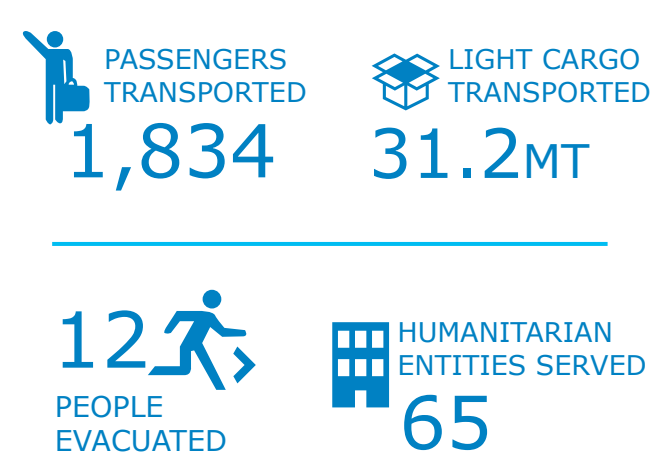 PASSENGERS
TRANSPORTED
1,834
LIGHT CARGO
TRANSPORTED
31.2MT
12
PEOPLE
EVACUATED
HUMANITARIAN
ENTITIES SERVED
65